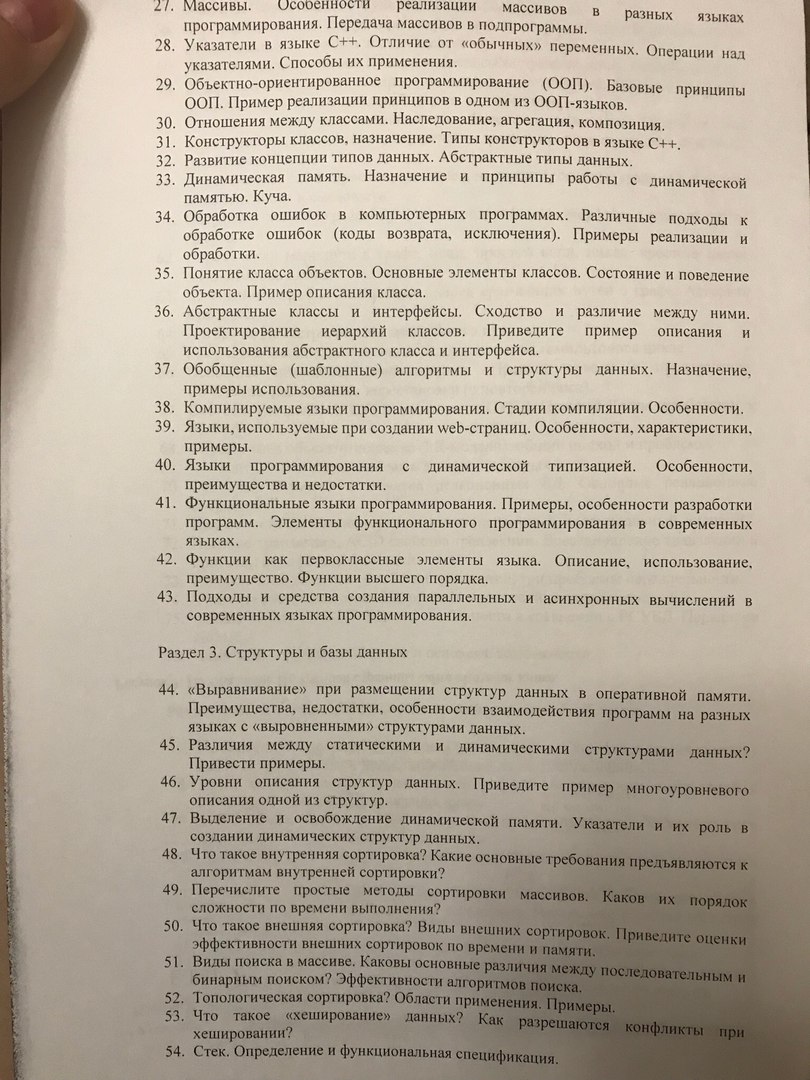 27. Массивы. Особенности реализации массивов в разных языках
программирования. Передача массивов в подпрограммы.
28. Указатели в языке С++. Отличие от «обычных» переменных. Операции над
указателями. Способы их применения.
29. Объектно-ориентированное программирование (ООП). Базовые принципы
ООП. Пример реализации принципов в одном из ООП-языков.
30. Отношения между классами. Наследование, агрегация, композиция.
31. Конструкторы классов, назначение. Типы конструкторов в языке С++.
32. Развитие концепции типов данных. Абстрактные типы данных.
33. Динамическая память. Назначение и принципы работы с динамической
памятью. Куча.
34. Обработка ошибок в компьютерных программах. Различные подходы к
обработке ошибок (коды возврата, исключения). Примеры реализации и
обработки.
35. Понятие класса объектов. Основные элементы классов. Состояние и поведение
объекта. Пример описания класса.
36. Абстрактные классы и интерфейсы. Сходство и различие между ними.
Проектирование иерархий классов. Приведите пример описания и
использования абстрактного класса и интерфейса.
37. Обобщенные (шаблонные) алгоритмы и структуры данных. Назначение,
примеры использования.
38. Компилируемые языки программирования. Стадии компиляции. Особенности.
39. Языки, используемые при создании web-страниц. Особенности, характеристики,
примеры.
40. Языки программирования с динамической типизацией. Особенности,
преимущества и недостатки.
41. Функциональные языки программирования. Примеры, особенности разработки
программ. Элементы функционального программирования в современных
языках.
42. Функции как первоклассные элементы языка. Описание, использование,
преимущество. Функции высшего порядка.
43. Подходы и средства создания параллельных и асинхронных вычислений в
современных языках программирования.
Раздел 3. Структуры и базы данных
44. «Выравнивание» при размещении структур данных в оперативной памяти.
Преимущества, недостатки, особенности взаимодействия программ на разных
языках с «выровненными» структурами данных.
45. Различия между статическими и динамическими структурами данных?
Привести примеры.
46. Уровни описания структур данных. Приведите пример многоуровневого
описания одной из структур.
47. Выделение и освобождение динамической памяти. Указатели и их роль в
создании динамических структур данных.
48. Что такое внутренняя сортировка? Какие основные требования предъявляются к
алгоритмам внутренней сортировки?
49. Перечислите простые методы сортировки массивов. Каков их порядок
сложности по времени выполнения?
50. Что такое внешняя сортировка? Виды внешних сортировок. Приведите оценки
эффективности внешних сортировок по времени и памяти.
51. Виды поиска в массиве. Каковы основные различия между последовательным и
бинарным поиском? Эффективности алгоритмов поиска.
52. Топологическая сортировка? Области применения. Примеры.
53. Что такое «хеширование» данных? Как разрешаются конфликты при
хешировании?
54. Стек. Определение и функциональная спецификация.